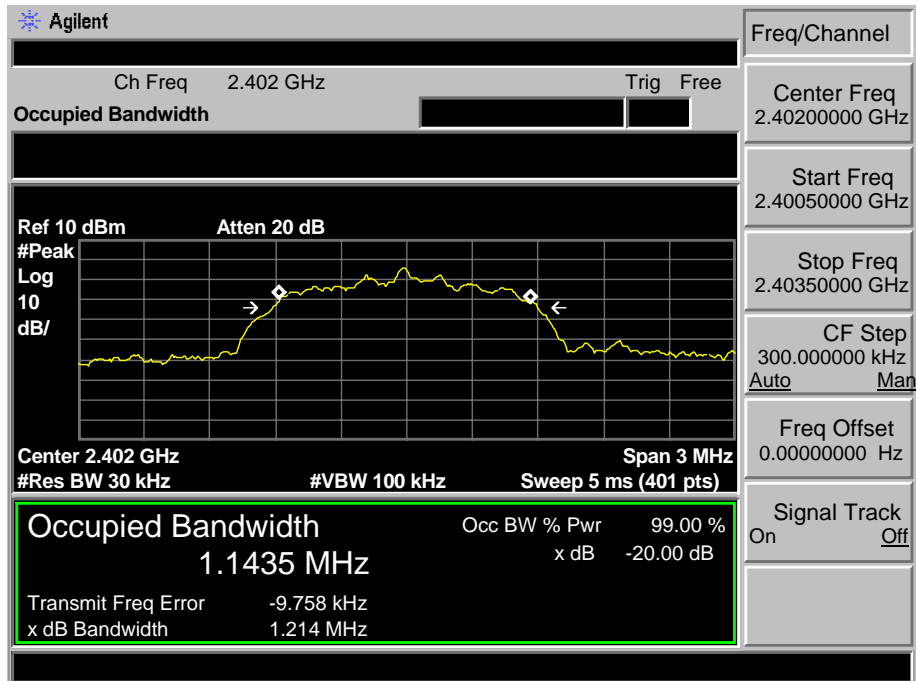 Agilent
Freq/Channel
Ch Freq 2.402 GHz Trig Free
Occupied Bandwidth
Center Freq
2.40200000 GHz
Start Freq
2.40050000 GHz
Stop Freq
2.40350000 GHz
CF Step
300.000000 kHz
Auto Man
Freq Offset
0.00000000 Hz
Signal Track
On Off
Ref 10 dBm Atten 20 dB
#Peak
Log
10
dB/
Center 2.402 GHz Span 3 MHz
#Res BW 30 kHz #VBW 100 kHz Sweep 5 ms (401 pts)
Occupied Bandwidth
1.1435 MHz
Occ BW % Pwr 99.00 %
x dB -20.00 dB
Transmit Freq Error -9.758 kHz
x dB Bandwidth 1.214 MHz